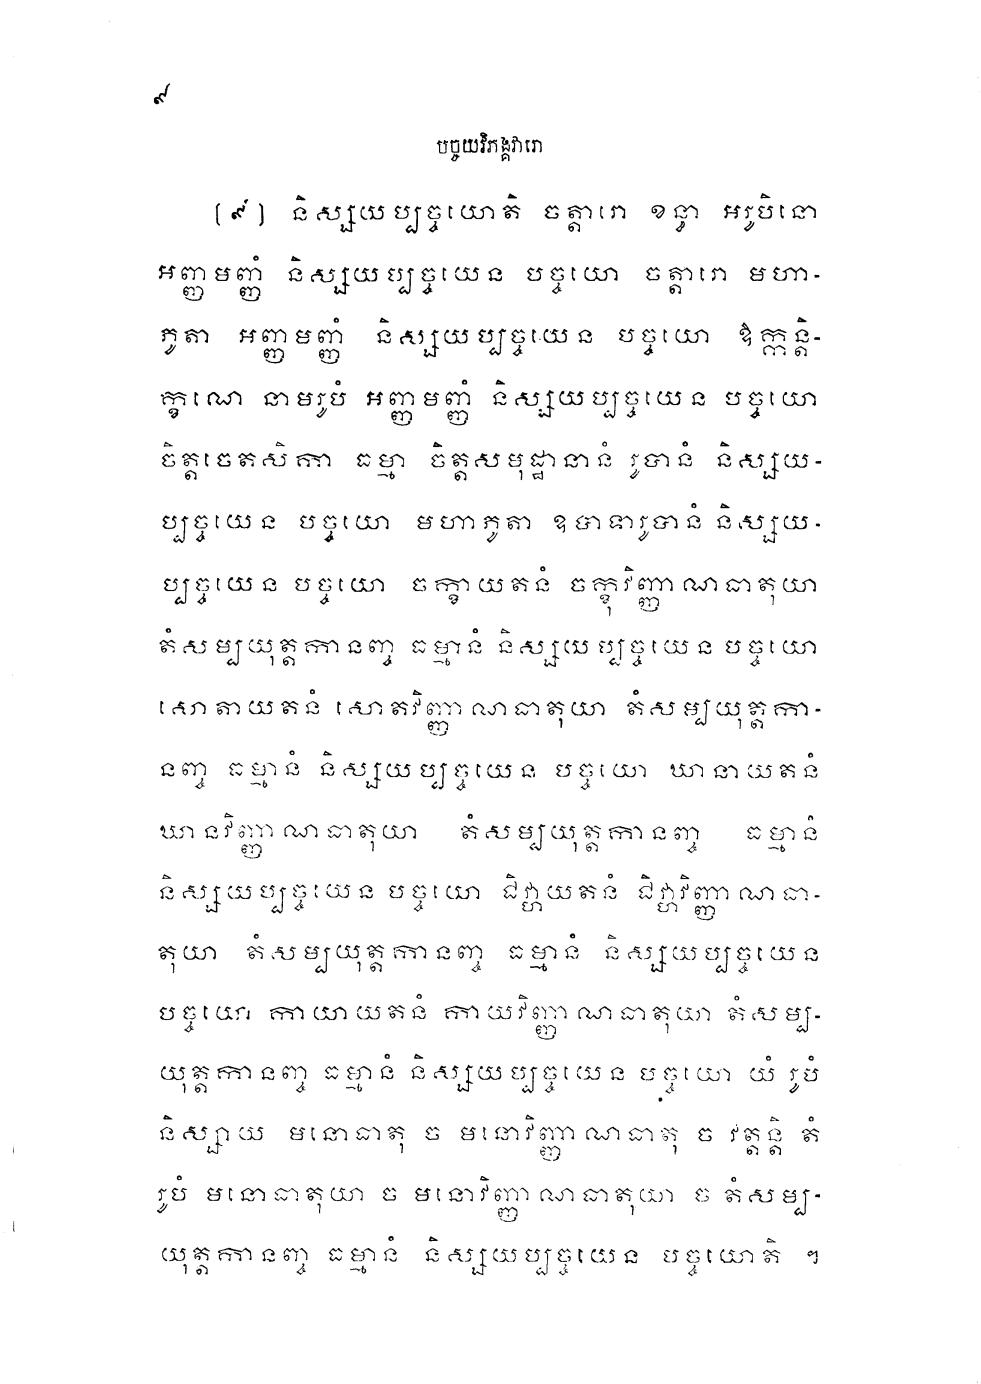 ៩
បច្ចយវិភង្គវារោ
(៩) និស្សយប្បច្ចយោតិ ចត្តារោ ខន្ធា អរូបិនោ
អញ្ញមញ្ញំ និស្សយប្បច្ចយេន បច្ចយោ ចត្តារោ មហា-
ភូតា អញ្ញមញ្ញំ និស្សយប្បច្ចយេន បច្ចយោ ឱក្កន្តិ-
ក្ខណេ នាមរូបំ អញ្ញមញ្ញំ និស្សយប្បច្ចយេន បច្ចយោ
ចិត្តចេតសិកា ធម្មា ចិត្តសមុដ្ឋានានំ រូបានំ និស្សយ-
ប្បច្ចយេន បច្ចយោ មហាភូតា ឧបាទារូបានំ និស្សយ-
ប្បច្ចយេន បច្ចយោ ចក្ខាយតនំ ចក្ខុវិញ្ញាណធាតុយា
តំសម្បយុត្តកានញ្ច ធម្មានំ និស្សយប្បច្ចយេន បច្ចយោ
សោតាយតនំ សោតវិញ្ញាណធាតុយា តំសម្បយុត្តកា-
នញ្ច ធម្មានំ និស្សយប្បច្ចយេន បច្ចយោ ឃានាយតនំ
ឃានវិញ្ញាណធាតុយា តំសម្បយុត្តកានញ្ច ធម្មានំ
និស្សយប្បច្ចយេន បច្ចយោ ជិវ្ហាយតនំ ជិវ្ហាវិញ្ញាណធា-
តុយា តំសម្បយុត្តកានញ្ច ធម្មានំ និស្សយប្បច្ចយេន
បច្ចយោ កាយាយតនំ កាយវិញ្ញាណធាតុយា តំសម្ប-
យុត្តកានញ្ច ធម្មានំ និស្សយប្បច្ចយេន បច្ចយោ យំ រូបំ
និស្សាយ មនោធាតុ ច មនោវិញ្ញាណធាតុ ច វត្តន្តិ តំ
រូបំ មនោធាតុយា ច មនោវិញ្ញាណធាតុយា ច តំសម្ប-
យុត្តកានញ្ច ធម្មានំ និស្សយប្បច្ចយេន បច្ចយោតិ ។